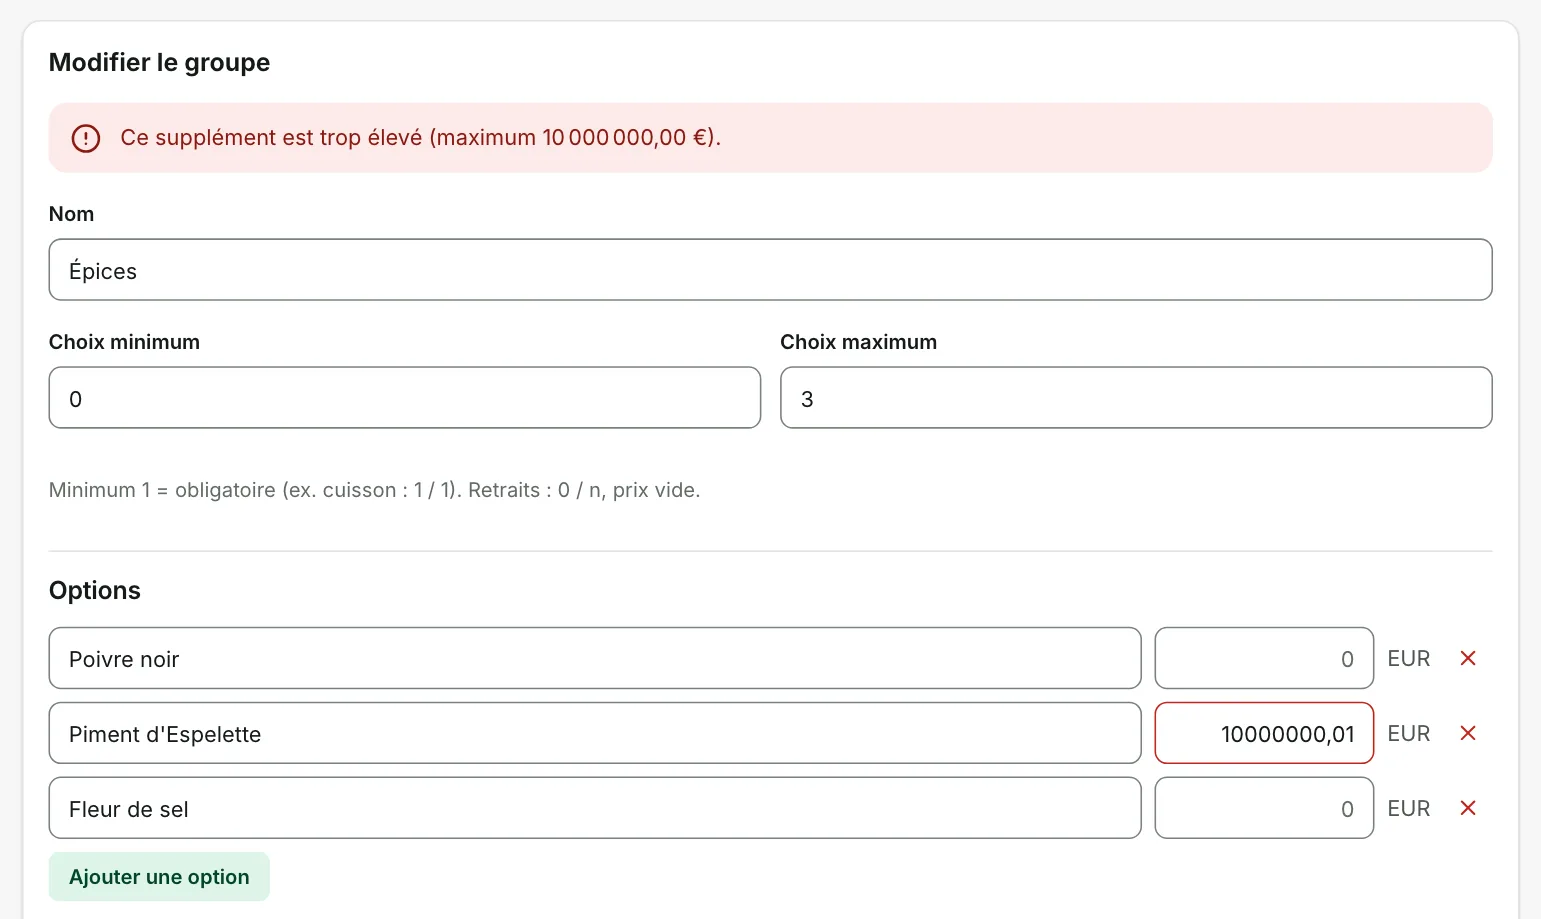 Modifier le groupe
Ce supplément est trop élevé (maximum 10 000 000,00 €).
Nom
Épices
Choix minimum
Choix maximum
0
3
Minimum 1 = obligatoire (ex. cuisson : 1 / 1). Retraits : 0 / n, prix vide.
Options
Poivre noir 0 EUR
Piment d'Espelette 10000000,01 EUR
Fleur de sel 0 EUR
Ajouter une option